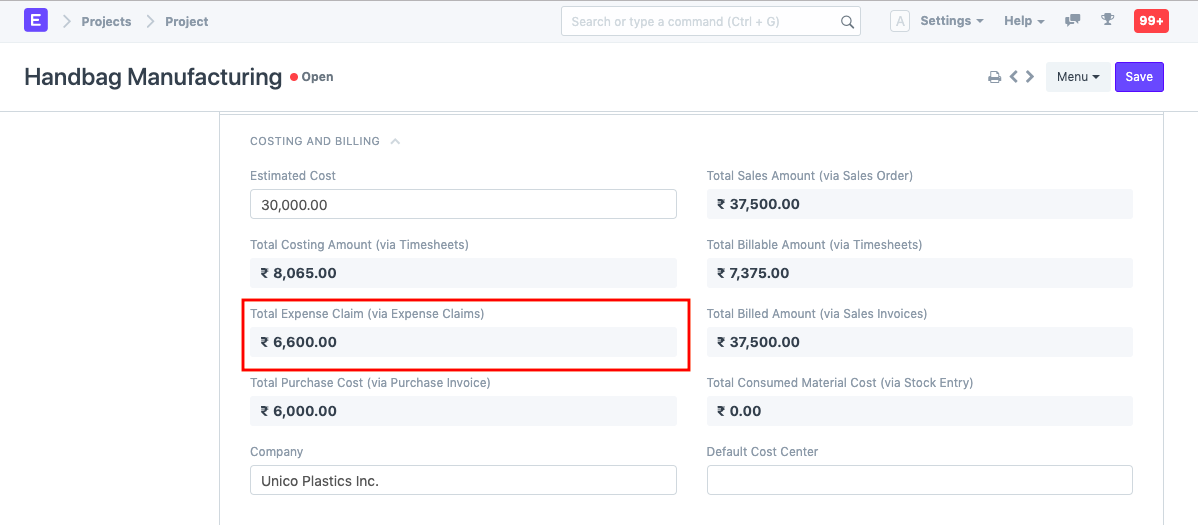 E Projects Project Search or type a command (Ctrl + G) A Settings Help 99+
Handbag Manufacturing Open Menu Save
COSTING AND BILLING
Estimated Cost Total Sales Amount (via Sales Order)
30,000.00 ₹ 37,500.00
Total Costing Amount (via Timesheets) Total Billable Amount (via Timesheets)
₹ 8,065.00 ₹ 7,375.00
Total Expense Claim (via Expense Claims) Total Billed Amount (via Sales Invoices)
₹ 6,600.00 ₹ 37,500.00
Total Purchase Cost (via Purchase Invoice) Total Consumed Material Cost (via Stock Entry)
₹ 6,000.00 ₹ 0.00
Company Default Cost Center
Unico Plastics Inc.